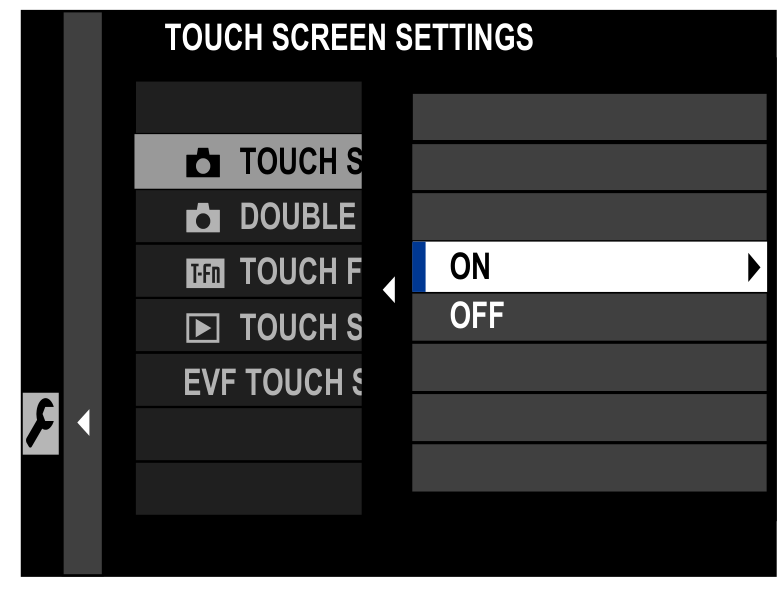 TOUCH SCREEN SETTINGS
TOUCH S
DOUBLE
T-Fn TOUCH F
TOUCH S
EVF TOUCH S
ON
OFF